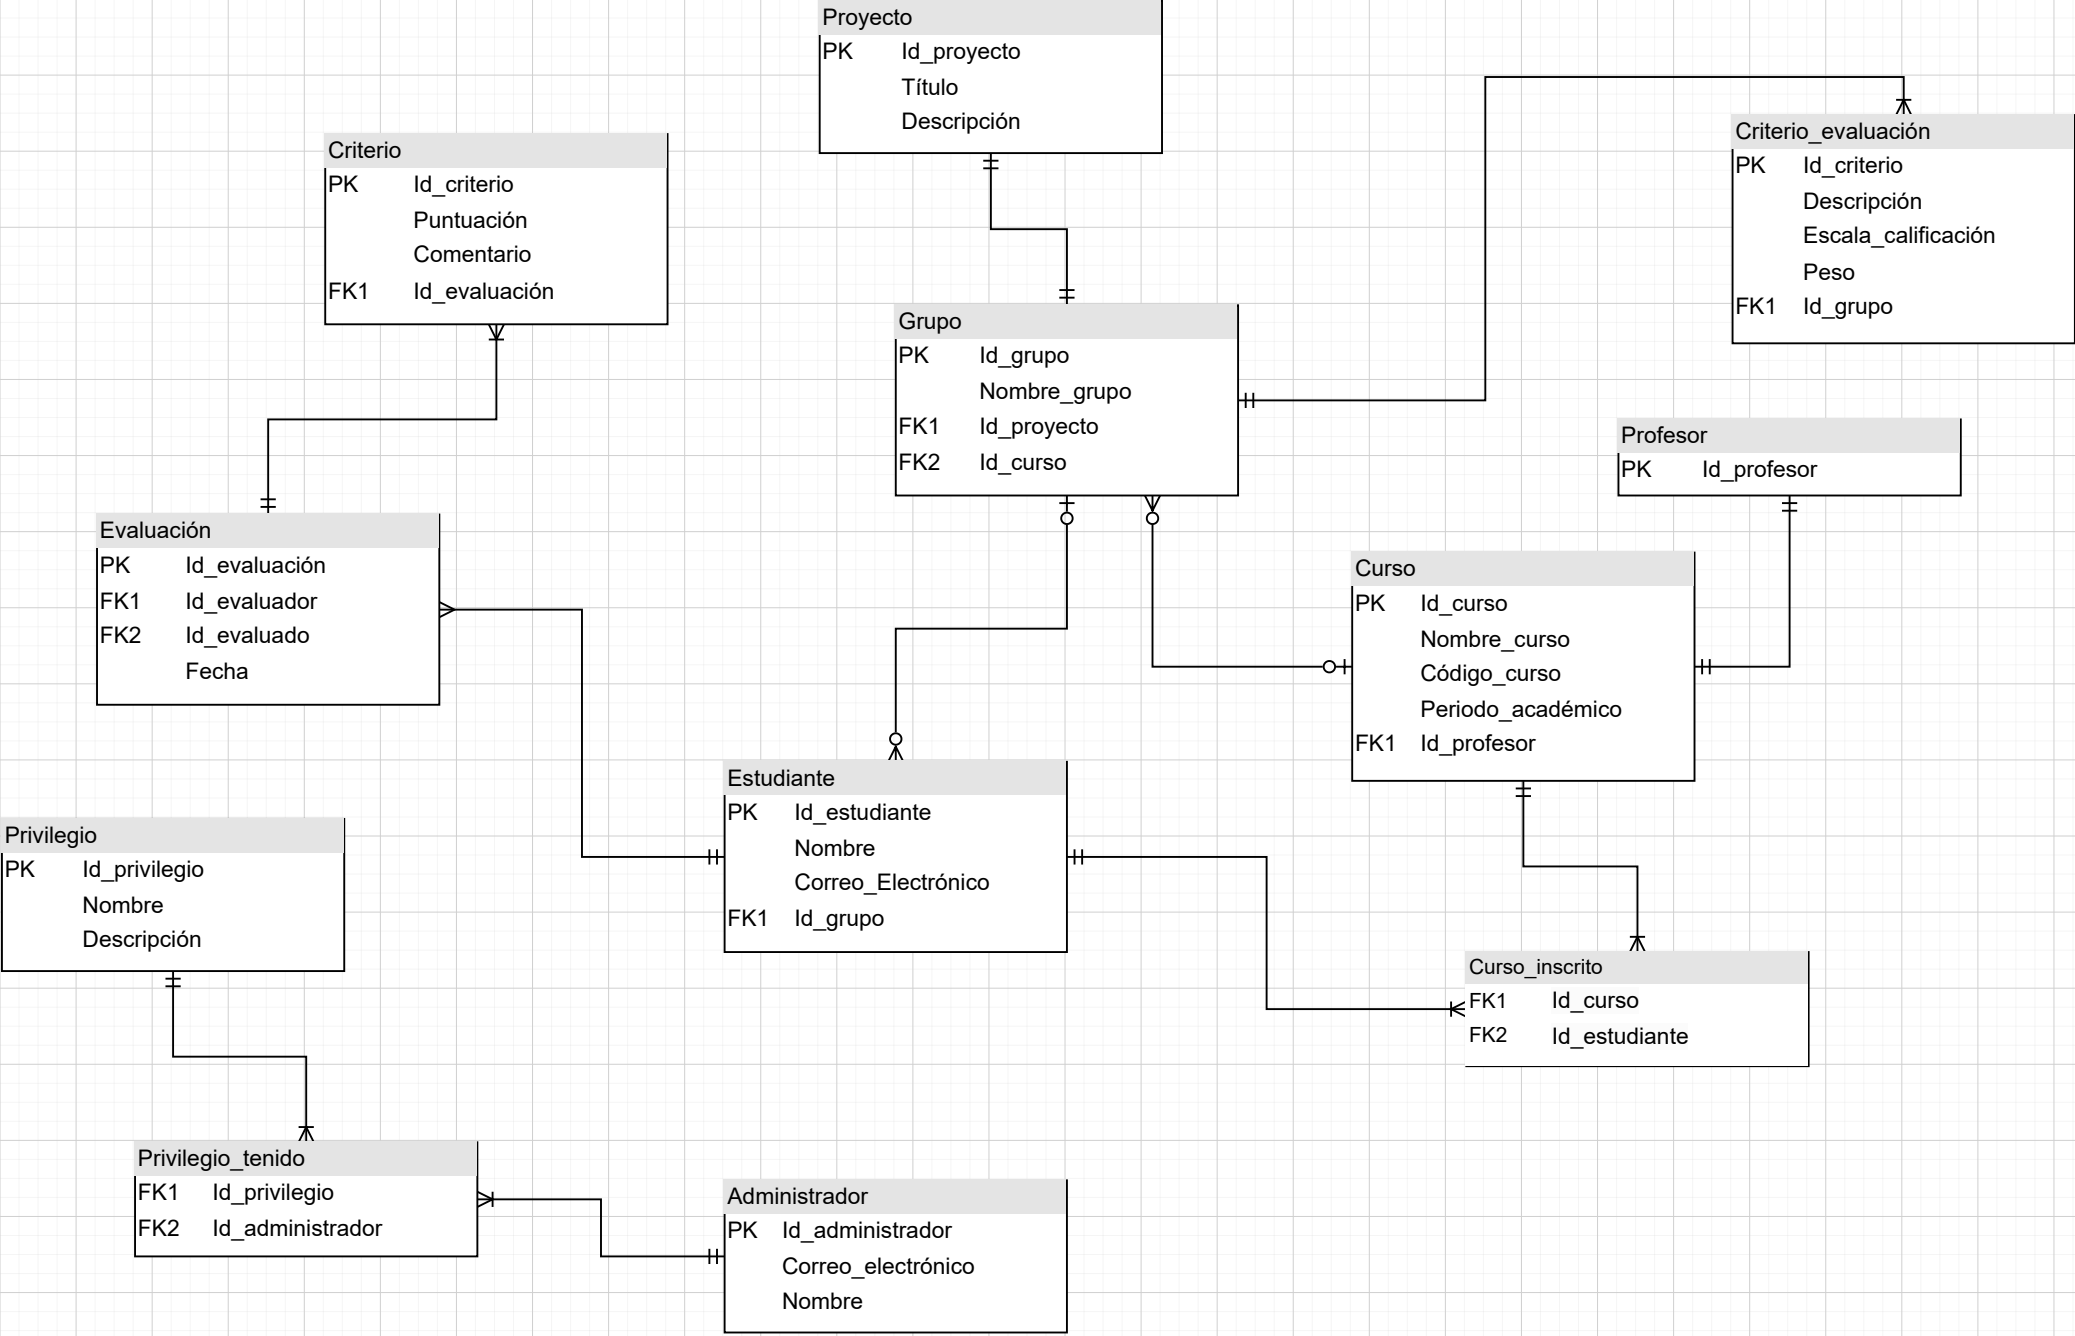 Proyecto
PK Id_proyecto
Título
Descripción
Criterio
PK Id_criterio
Puntuación
Comentario
FK1 Id_evaluación
Criterio_evaluación
PK Id_criterio
Descripción
Escala_calificación
Peso
FK1 Id_grupo
Grupo
PK Id_grupo
Nombre_grupo
FK1 Id_proyecto
FK2 Id_curso
Profesor
PK Id_profesor
Evaluación
PK Id_evaluación
FK1 Id_evaluador
FK2 Id_evaluado
Fecha
Curso
PK Id_curso
Nombre_curso
Código_curso
Periodo_académico
FK1 Id_profesor
Estudiante
PK Id_estudiante
Nombre
Correo_Electrónico
FK1 Id_grupo
Privilegio
PK Id_privilegio
Nombre
Descripción
Curso_inscrito
FK1 Id_curso
FK2 Id_estudiante
Privilegio_tenido
FK1 Id_privilegio
FK2 Id_administrador
Administrador
PK Id_administrador
Correo_electrónico
Nombre